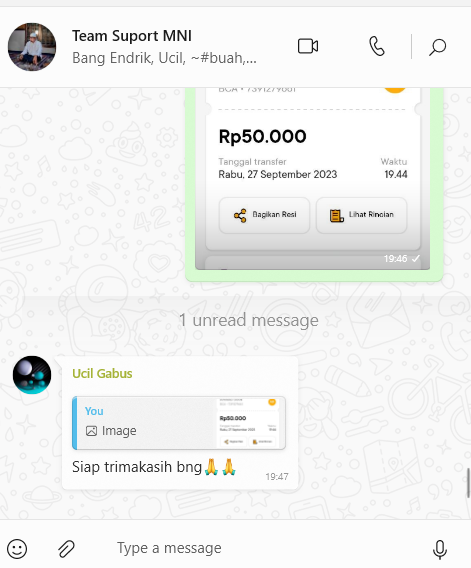 Team Suport MNI
Bang Endrik, Ucil, ~#buah,...
BCA • 7391279661
Rp50.000
Tanggal transfer
Waktu
Rabu, 27 September 2023
19.44
Bagikan Resi
Lihat Rincian
19:46
1 unread message
Ucil Gabus
You
Image
Rp50.000
Siap trimakasih bng🙏🙏
19:47
Type a message